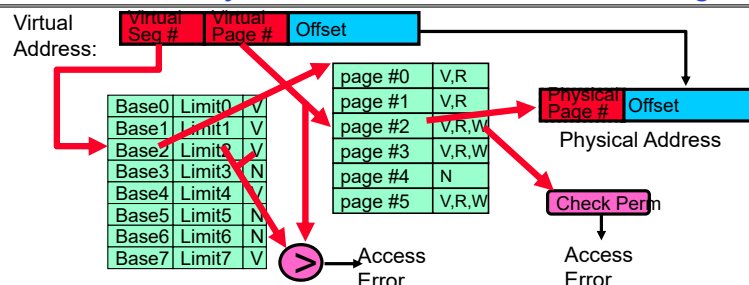 Virtual
Address:
Virtual
Seg #
Virtual
Page #
Offset
page #0 V,R
page #1 V,R
page #2 V,R,W
page #3 V,R,W
page #4 N
page #5 V,R,W
Base0 Limit0 V
Base1 Limit1 V
Base2 Limit2 V
Base3 Limit3 N
Base4 Limit4 V
Base5 Limit5 N
Base6 Limit6 N
Base7 Limit7 V
>
Access
Error
Physical
Page #
Offset
Physical Address
Check Perm
Access
Error